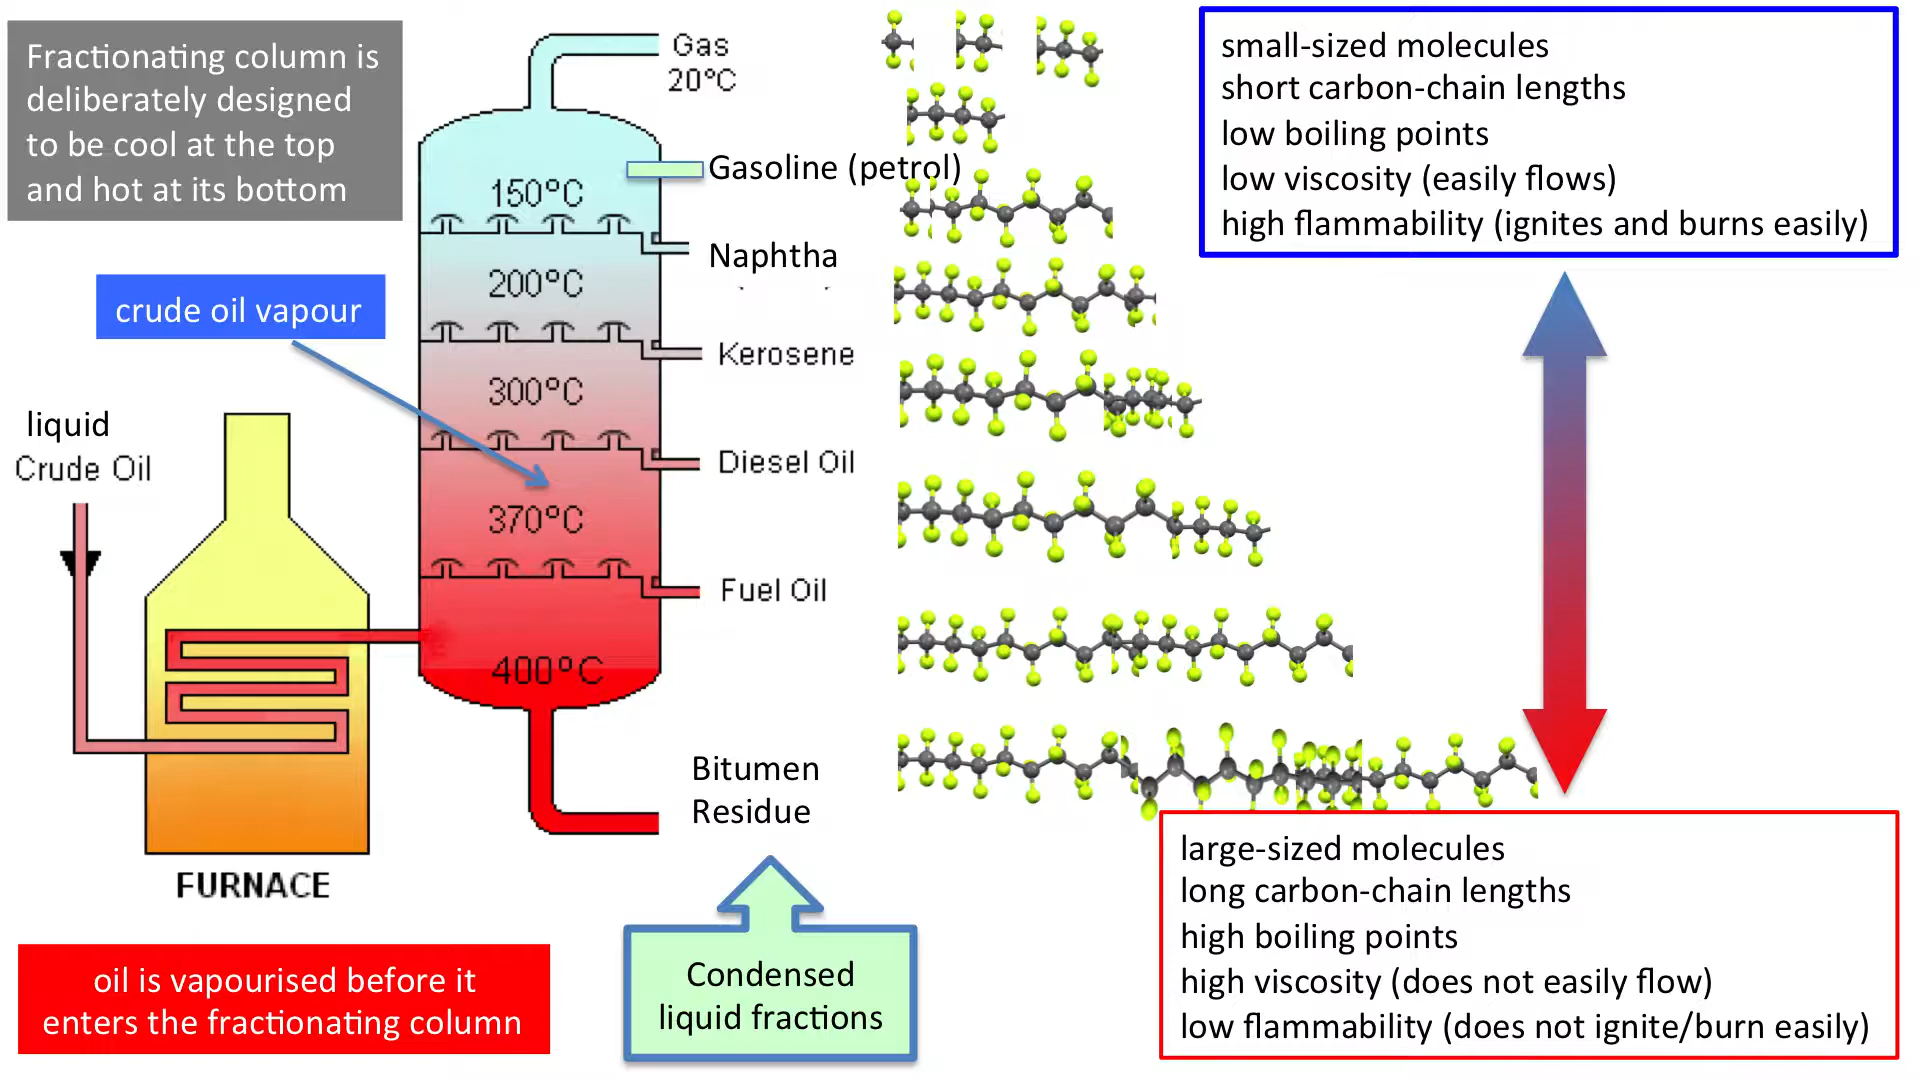 Fractionating column is
deliberately designed
to be cool at the top
and hot at its bottom
crude oil vapour
liquid
Crude Oil
FURNACE
oil is vapourised before it
enters the fractionating column
Gas
20°C
Gasoline (petrol)
150°C
Naphtha
200°C
Kerosene
300°C
Diesel Oil
370°C
Fuel Oil
400°C
Bitumen
Residue
Condensed
liquid fractions
small-sized molecules
short carbon-chain lengths
low boiling points
low viscosity (easily flows)
high flammability (ignites and burns easily)
large-sized molecules
long carbon-chain lengths
high boiling points
high viscosity (does not easily flow)
low flammability (does not ignite/burn easily)